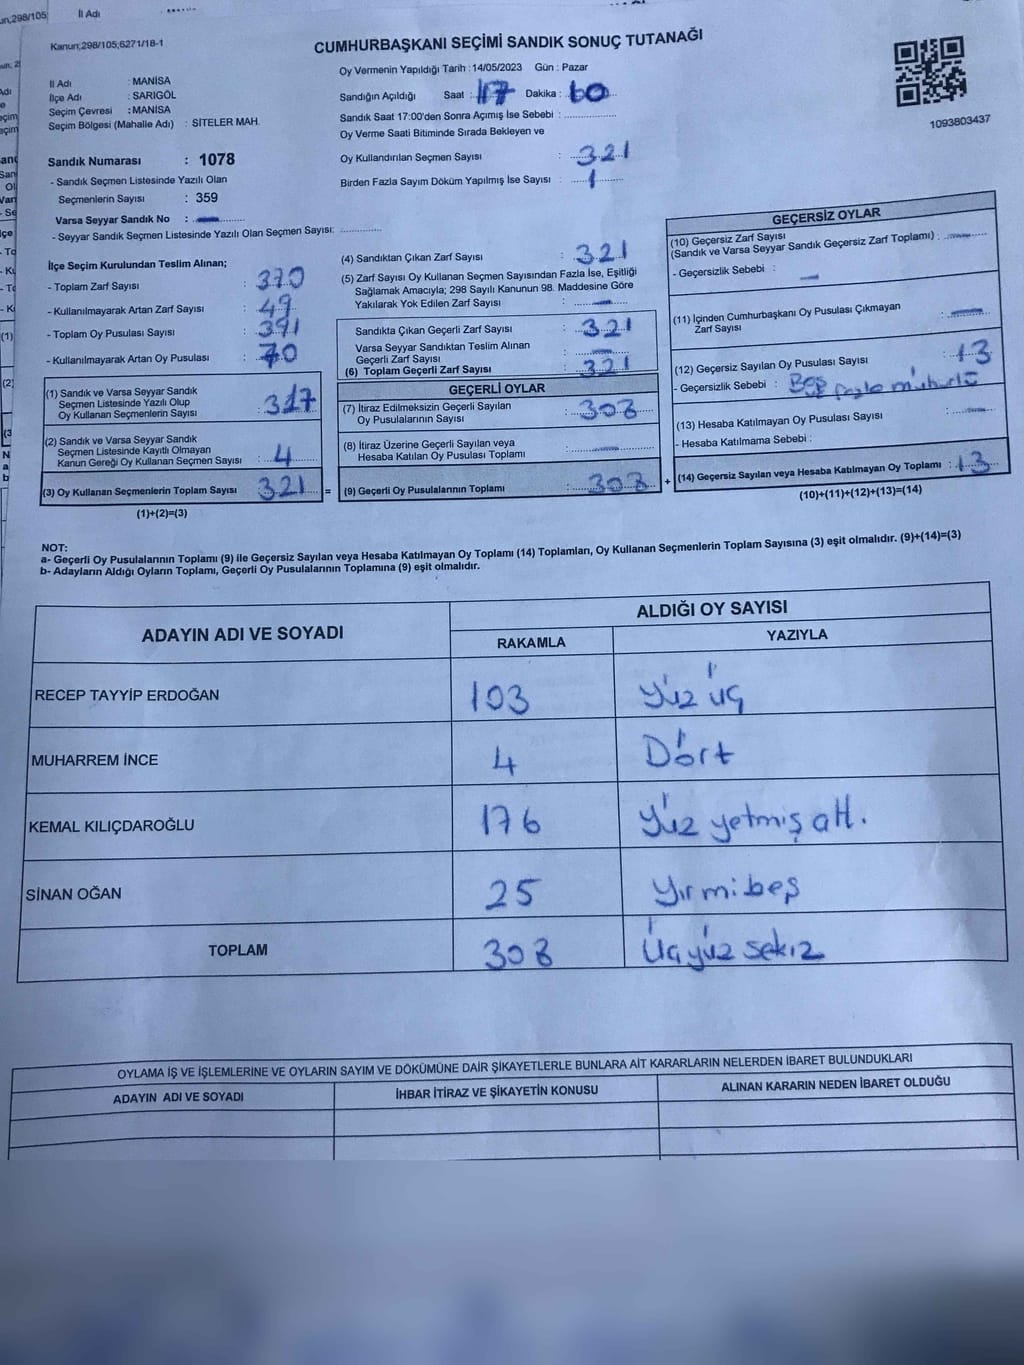 un;298/105;
İl Adı
Kanun;298/105;6271/18-1
CUMHURBAŞKANI SEÇİMİ SANDIK SONUÇ TUTANAĞI
Oy Vermenin Yapıldığı Tarih :14/05/2023 Gün : Pazar
İl Adı : MANİSA
İlçe Adı : SARIGÖL
Seçim Çevresi : MANİSA
Seçim Bölgesi (Mahalle Adı) : SİTELER MAH.
Sandığın Açıldığı Saat : 17 Dakika: 60
Sandık Saat 17:00'den Sonra Açımış İse Sebebi :
Oy Verme Saati Bitiminde Sırada Bekleyen ve
Oy Kullandırılan Seçmen Sayısı : 321
Birden Fazla Sayım Döküm Yapılmış İse Sayısı : 1
1093803437
Sandık Numarası : 1078
- Sandık Seçmen Listesinde Yazılı Olan
Seçmenlerin Sayısı : 359
Varsa Seyyar Sandık No : —
- Seyyar Sandık Seçmen Listesinde Yazılı Olan Seçmen Sayısı:
İlçe Seçim Kurulundan Teslim Alınan;
- Toplam Zarf Sayısı : 370
- Kullanılmayarak Artan Zarf Sayısı : 49
- Toplam Oy Pusulası Sayısı : 391
- Kullanılmayarak Artan Oy Pusulası : 70
(1) Sandık ve Varsa Seyyar Sandık
Seçmen Listesinde Yazılı Olup
Oy Kullanan Seçmenlerin Sayısı : 317
(2) Sandık ve Varsa Seyyar Sandık
Seçmen Listesinde Kayıtlı Olmayan
Kanun Gereği Oy Kullanan Seçmen Sayısı : 4
(3) Oy Kullanan Seçmenlerin Toplam Sayısı 321
(1)+(2)=(3)
(4) Sandıktan Çıkan Zarf Sayısı : 321
(5) Zarf Sayısı Oy Kullanan Seçmen Sayısından Fazla İse, Eşitliği
Sağlamak Amacıyla; 298 Sayılı Kanunun 98. Maddesine Göre
Yakılarak Yok Edilen Zarf Sayısı : —
Sandıkta Çıkan Geçerli Zarf Sayısı : 321
Varsa Seyyar Sandıktan Teslim Alınan
Geçerli Zarf Sayısı : —
(6) Toplam Geçerli Zarf Sayısı : 321
GEÇERLİ OYLAR
(7) İtiraz Edilmeksizin Geçerli Sayılan
Oy Pusulalarının Sayısı : 308
(8) İtiraz Üzerine Geçerli Sayılan veya
Hesaba Katılan Oy Pusulası Toplamı : —
= (9) Geçerli Oy Pusulalarının Toplamı : 308 +
GEÇERSİZ OYLAR
(10) Geçersiz Zarf Sayısı
(Sandık ve Varsa Seyyar Sandık Geçersiz Zarf Toplamı) : —
- Geçersizlik Sebebi : —
(11) İçinden Cumhurbaşkanı Oy Pusulası Çıkmayan
Zarf Sayısı : —
(12) Geçersiz Sayılan Oy Pusulası Sayısı : 13
- Geçersizlik Sebebi : Boş fazla mühürlü
(13) Hesaba Katılmayan Oy Pusulası Sayısı : —
- Hesaba Katılmama Sebebi :
(14) Geçersiz Sayılan veya Hesaba Katılmayan Oy Toplamı : 13
(10)+(11)+(12)+(13)=(14)
NOT:
a- Geçerli Oy Pusulalarının Toplamı (9) ile Geçersiz Sayılan veya Hesaba Katılmayan Oy Toplamı (14) Toplamları, Oy Kullanan Seçmenlerin Toplam Sayısına (3) eşit olmalıdır. (9)+(14)=(3)
b- Adayların Aldığı Oyların Toplamı, Geçerli Oy Pusulalarının Toplamına (9) eşit olmalıdır.
ADAYIN ADI VE SOYADI
ALDIĞI OY SAYISI
RAKAMLA YAZIYLA
RECEP TAYYİP ERDOĞAN 103 Yüz üç
MUHARREM İNCE 4 Dört
KEMAL KILIÇDAROĞLU 176 Yüz yetmiş altı.
SİNAN OĞAN 25 Yirmibeş
TOPLAM 308 Üçyüz sekiz
OYLAMA İŞ VE İŞLEMLERİNE VE OYLARIN SAYIM VE DÖKÜMÜNE DAİR ŞİKAYETLERLE BUNLARA AİT KARARLARIN NELERDEN İBARET BULUNDUKLARI
ADAYIN ADI VE SOYADI İHBAR İTİRAZ VE ŞİKAYETİN KONUSU ALINAN KARARIN NEDEN İBARET OLDUĞU